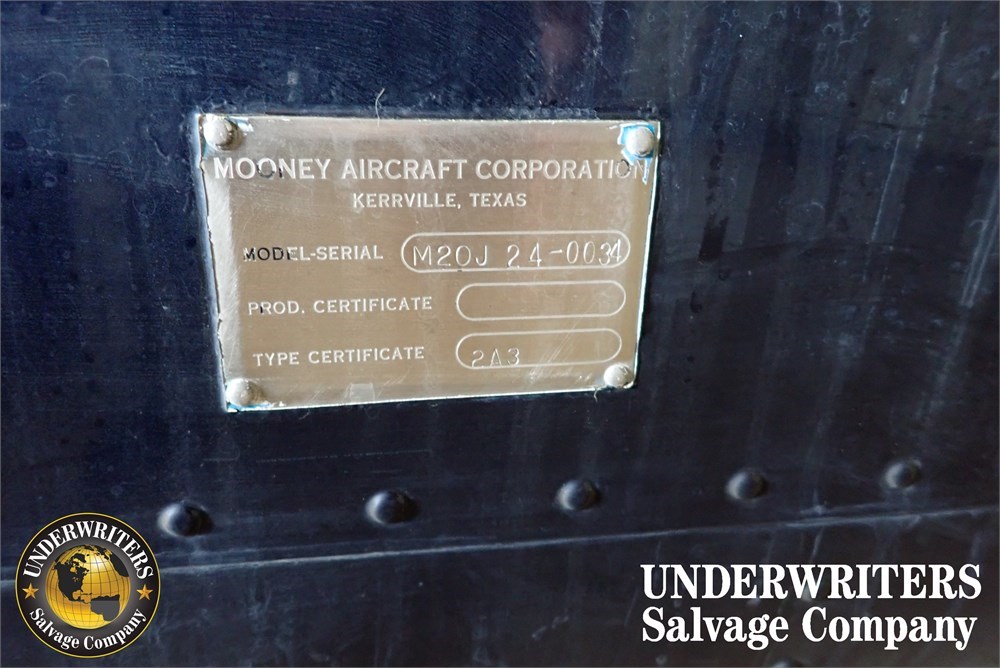 MOONEY AIRCRAFT CORPORATION
KERRVILLE, TEXAS
MODEL-SERIAL M20J 24-0034
PROD. CERTIFICATE
TYPE CERTIFICATE 2A3
UNDERWRITERS
Salvage Company
UNDERWRITERS
Salvage Company